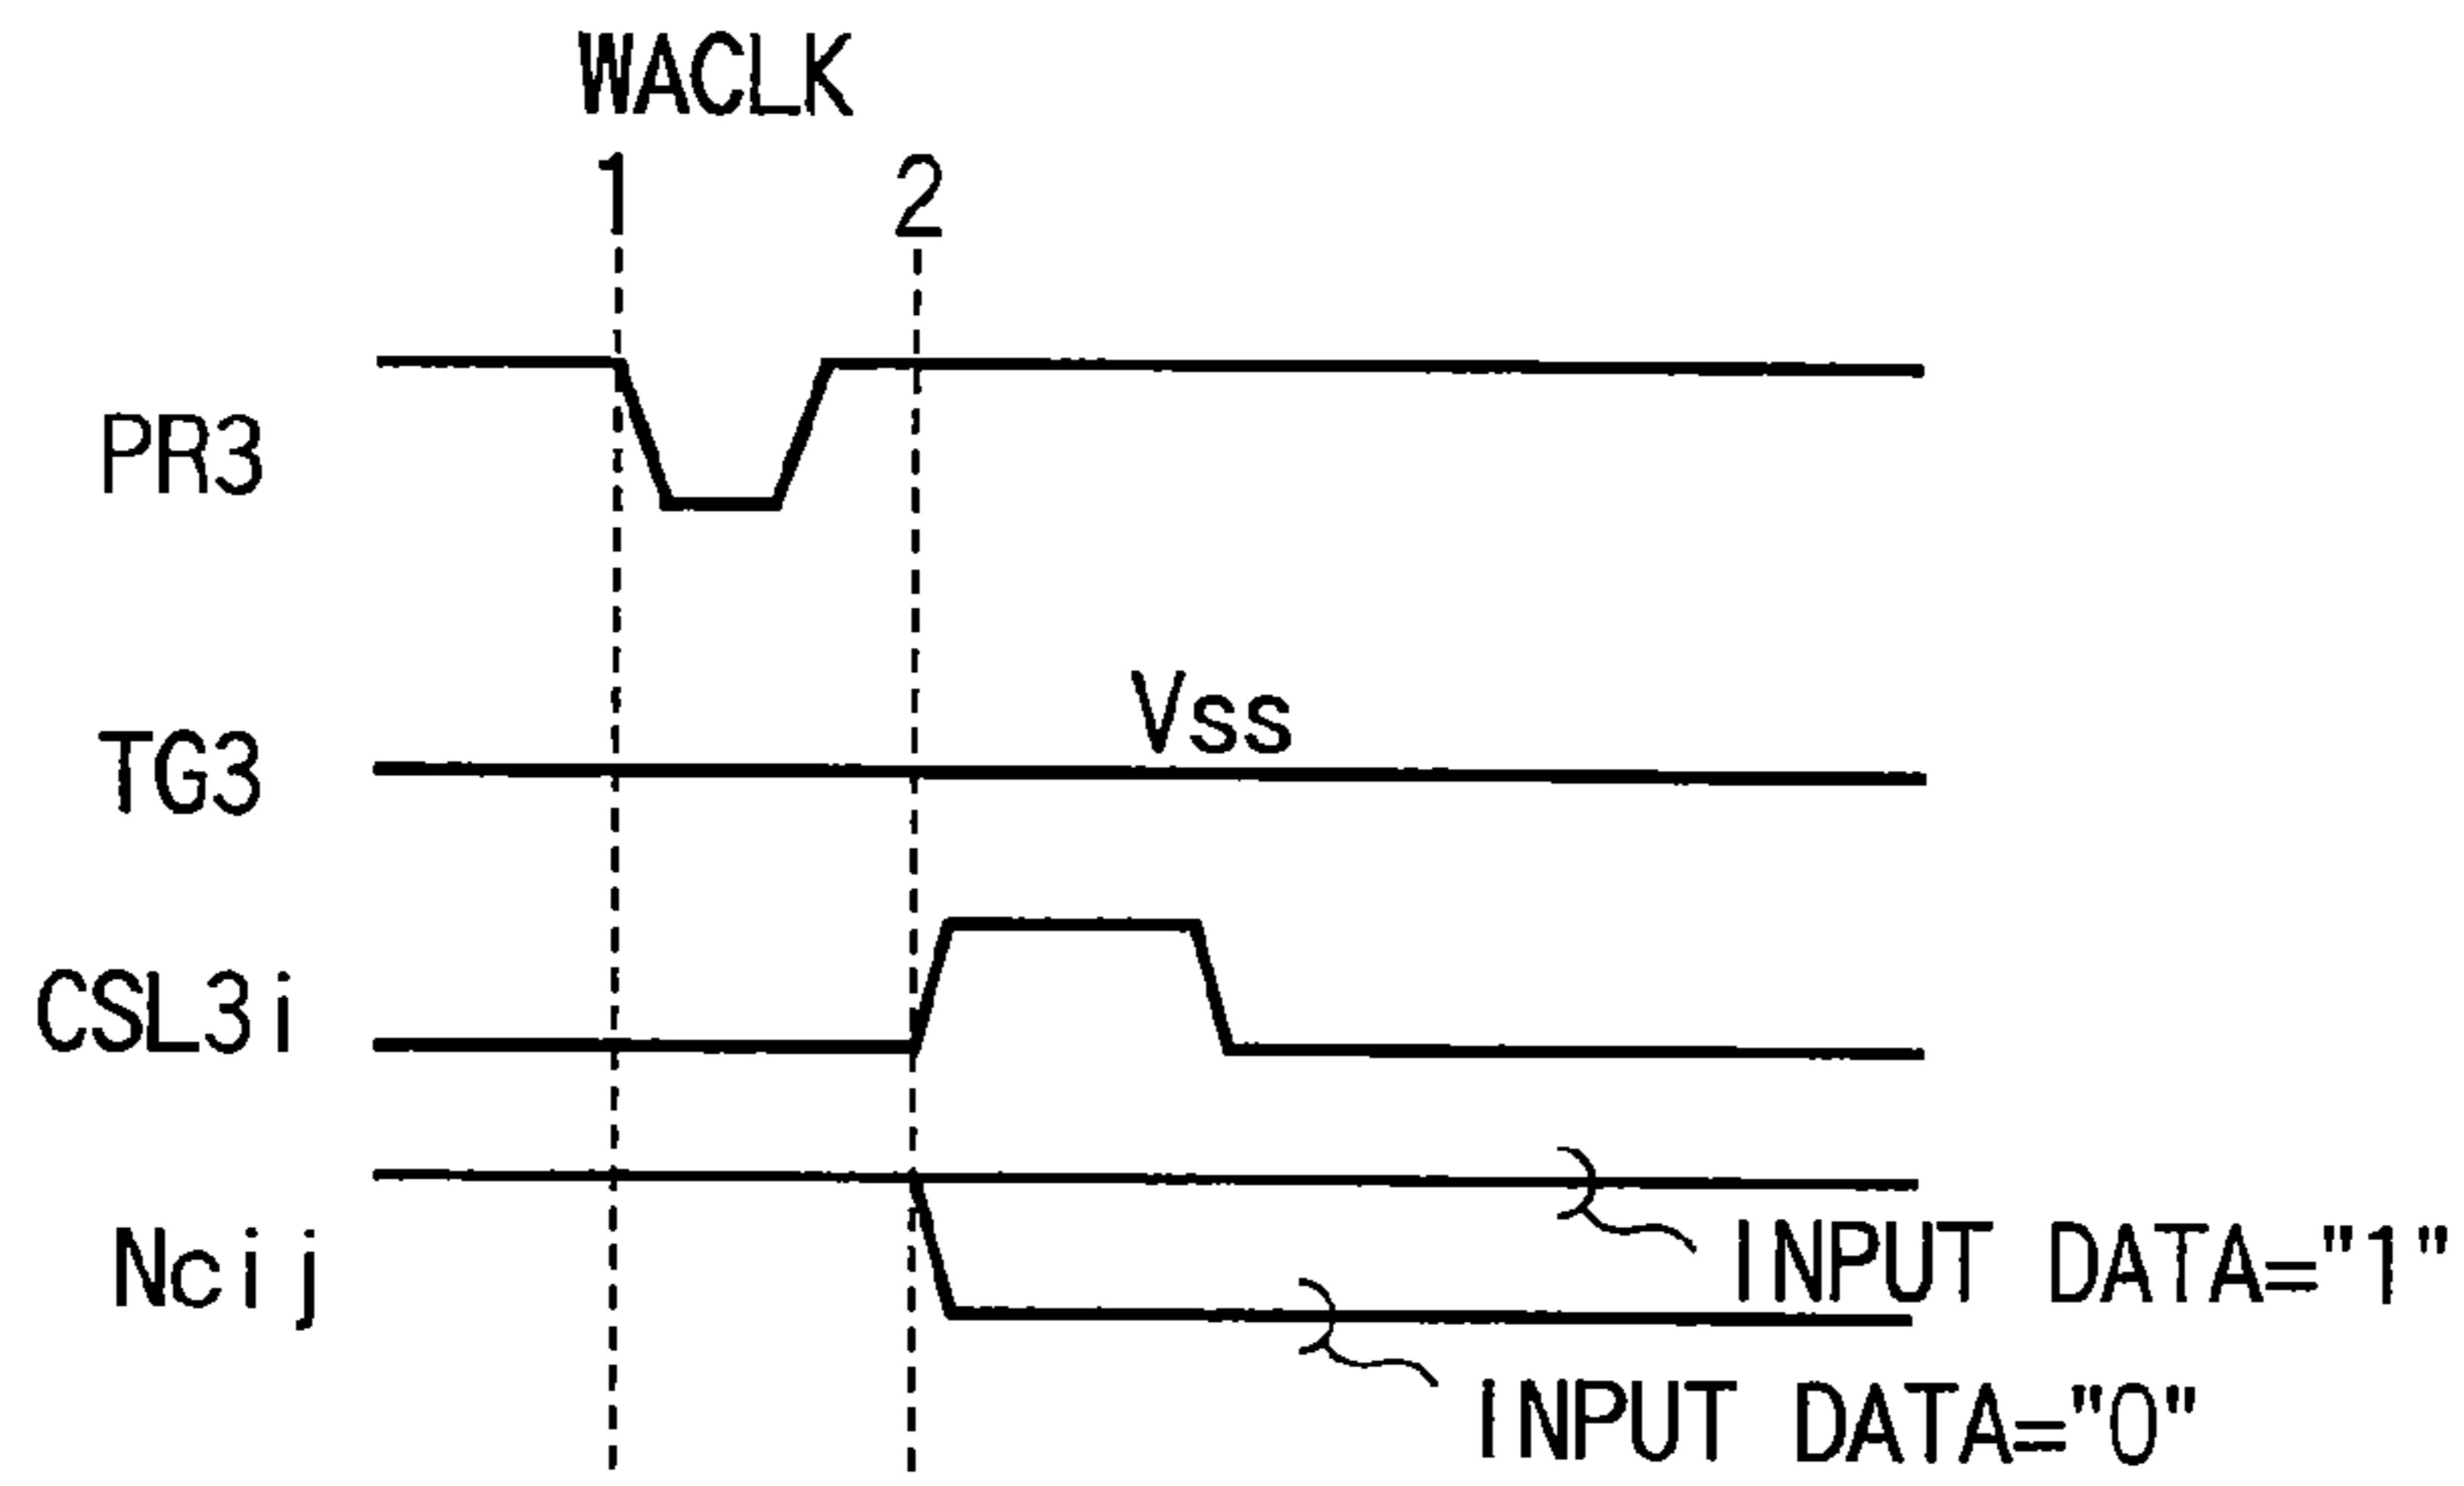 WACLK
1
2
PR3
TG3
Vss
CSL3i
Ncij
INPUT DATA="1"
INPUT DATA="0"